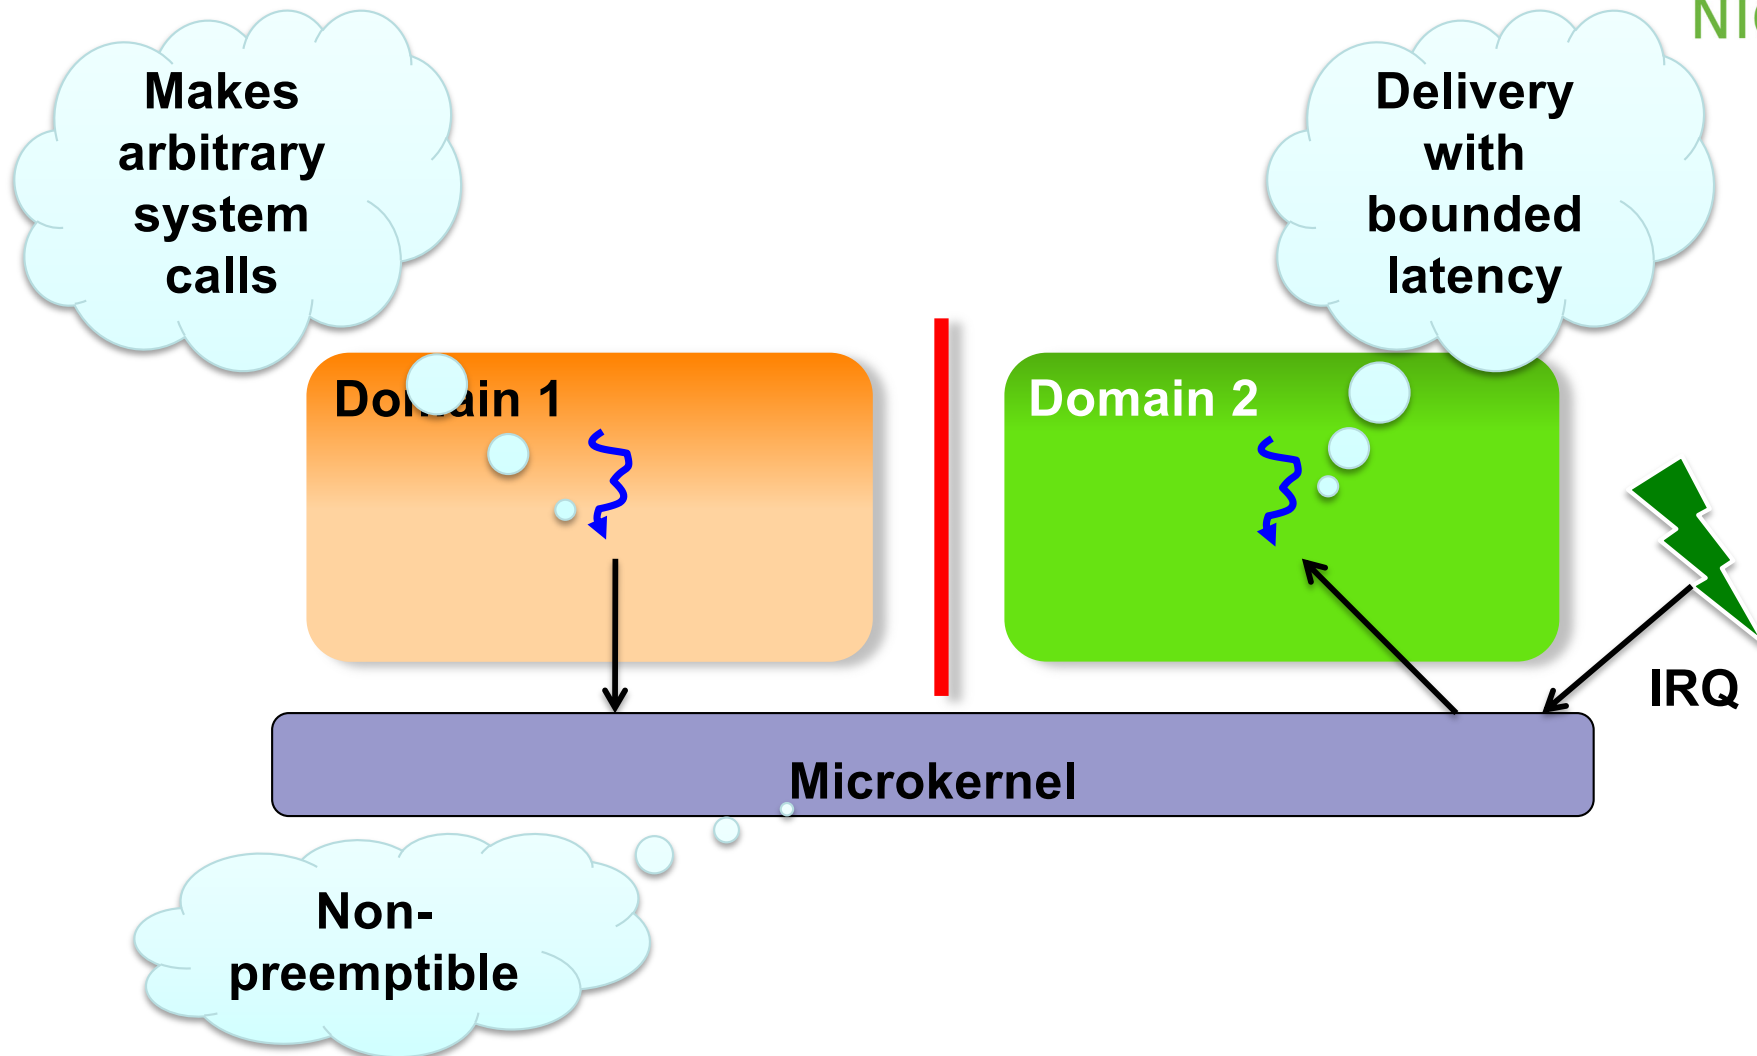 Makes
arbitrary
system
calls
Delivery
with
bounded
latency
Domain 1
Domain 2
IRQ
Microkernel
Non-
preemptible